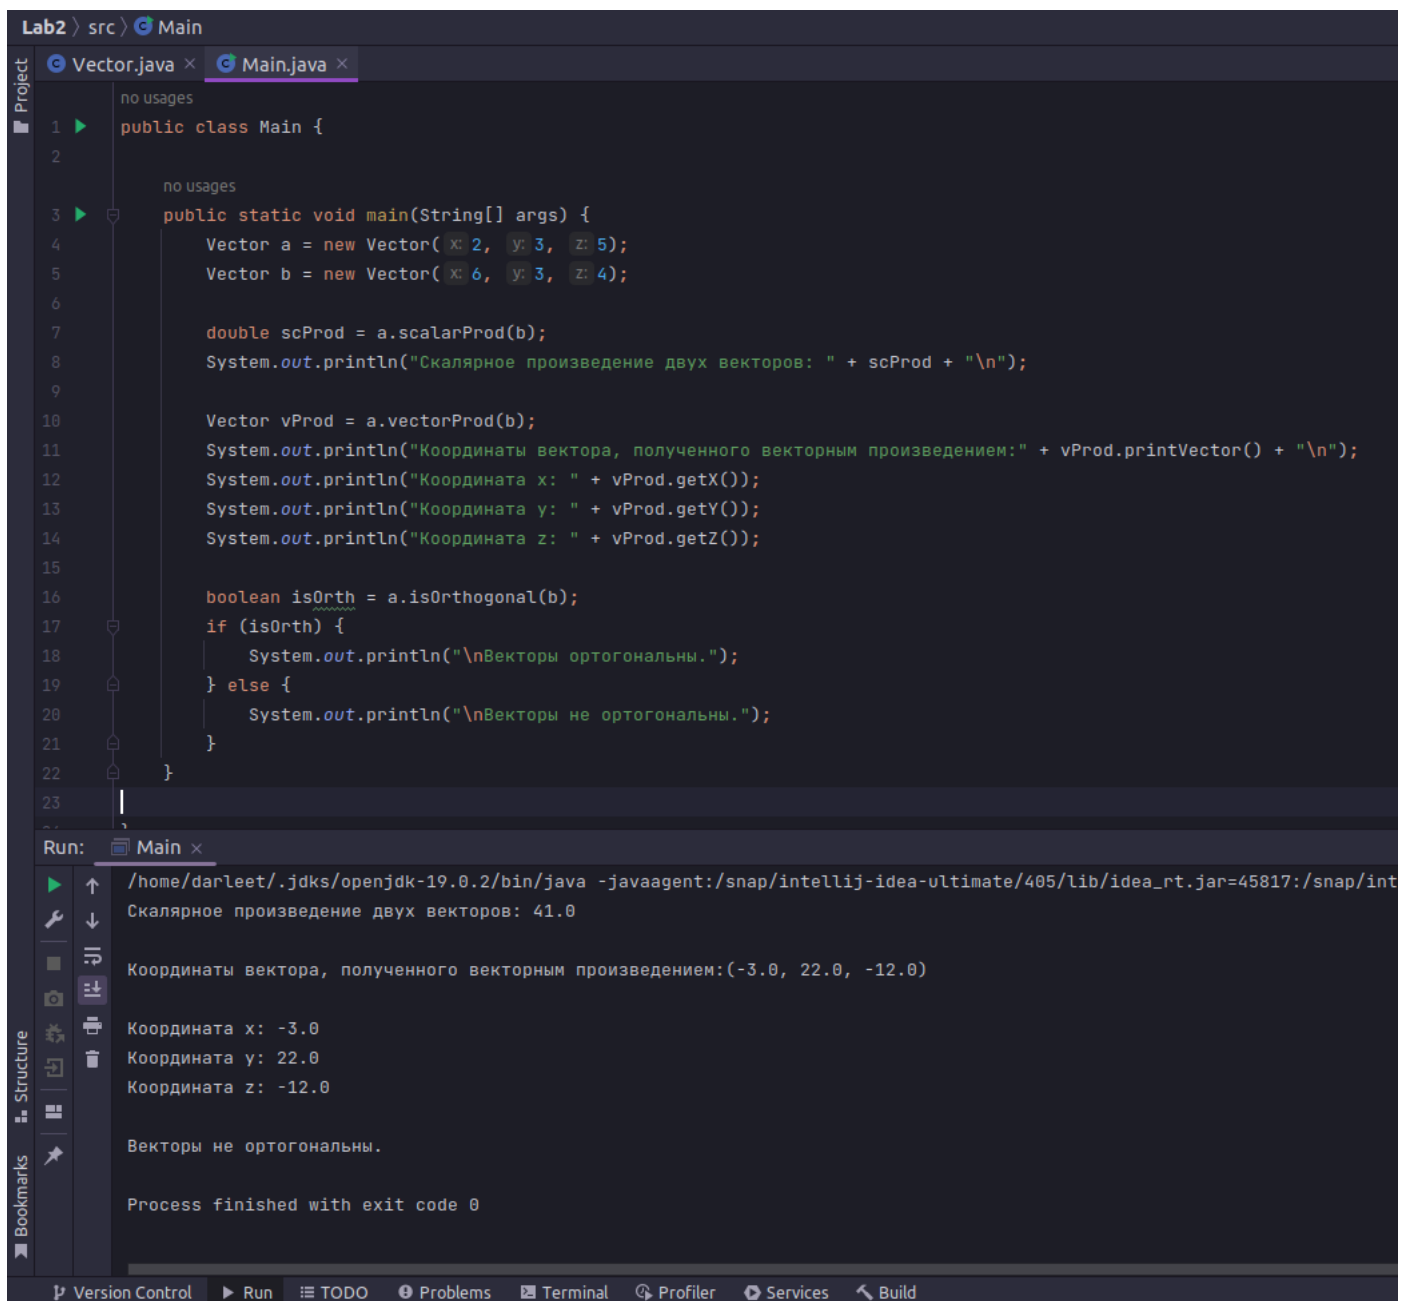 Lab2 〉 src 〉 Main
Project
Vector.java × Main.java ×
no usages
1 public class Main {
2
no usages
3 public static void main(String[] args) {
4 Vector a = new Vector( x: 2, y: 3, z: 5);
5 Vector b = new Vector( x: 6, y: 3, z: 4);
6
7 double scProd = a.scalarProd(b);
8 System.out.println("Скалярное произведение двух векторов: " + scProd + "\n");
9
10 Vector vProd = a.vectorProd(b);
11 System.out.println("Координаты вектора, полученного векторным произведением:" + vProd.printVector() + "\n");
12 System.out.println("Координата x: " + vProd.getX());
13 System.out.println("Координата y: " + vProd.getY());
14 System.out.println("Координата z: " + vProd.getZ());
15
16 boolean isOrth = a.isOrthogonal(b);
17 if (isOrth) {
18 System.out.println("\nВекторы ортогональны.");
19 } else {
20 System.out.println("\nВекторы не ортогональны.");
21 }
22 }
23
Run: Main ×
/home/darleet/.jdks/openjdk-19.0.2/bin/java -javaagent:/snap/intellij-idea-ultimate/405/lib/idea_rt.jar=45817:/snap/int
Скалярное произведение двух векторов: 41.0
Координаты вектора, полученного векторным произведением:(-3.0, 22.0, -12.0)
Координата x: -3.0
Координата y: 22.0
Координата z: -12.0
Векторы не ортогональны.
Process finished with exit code 0
Structure
Bookmarks
Version Control Run TODO Problems Terminal Profiler Services Build